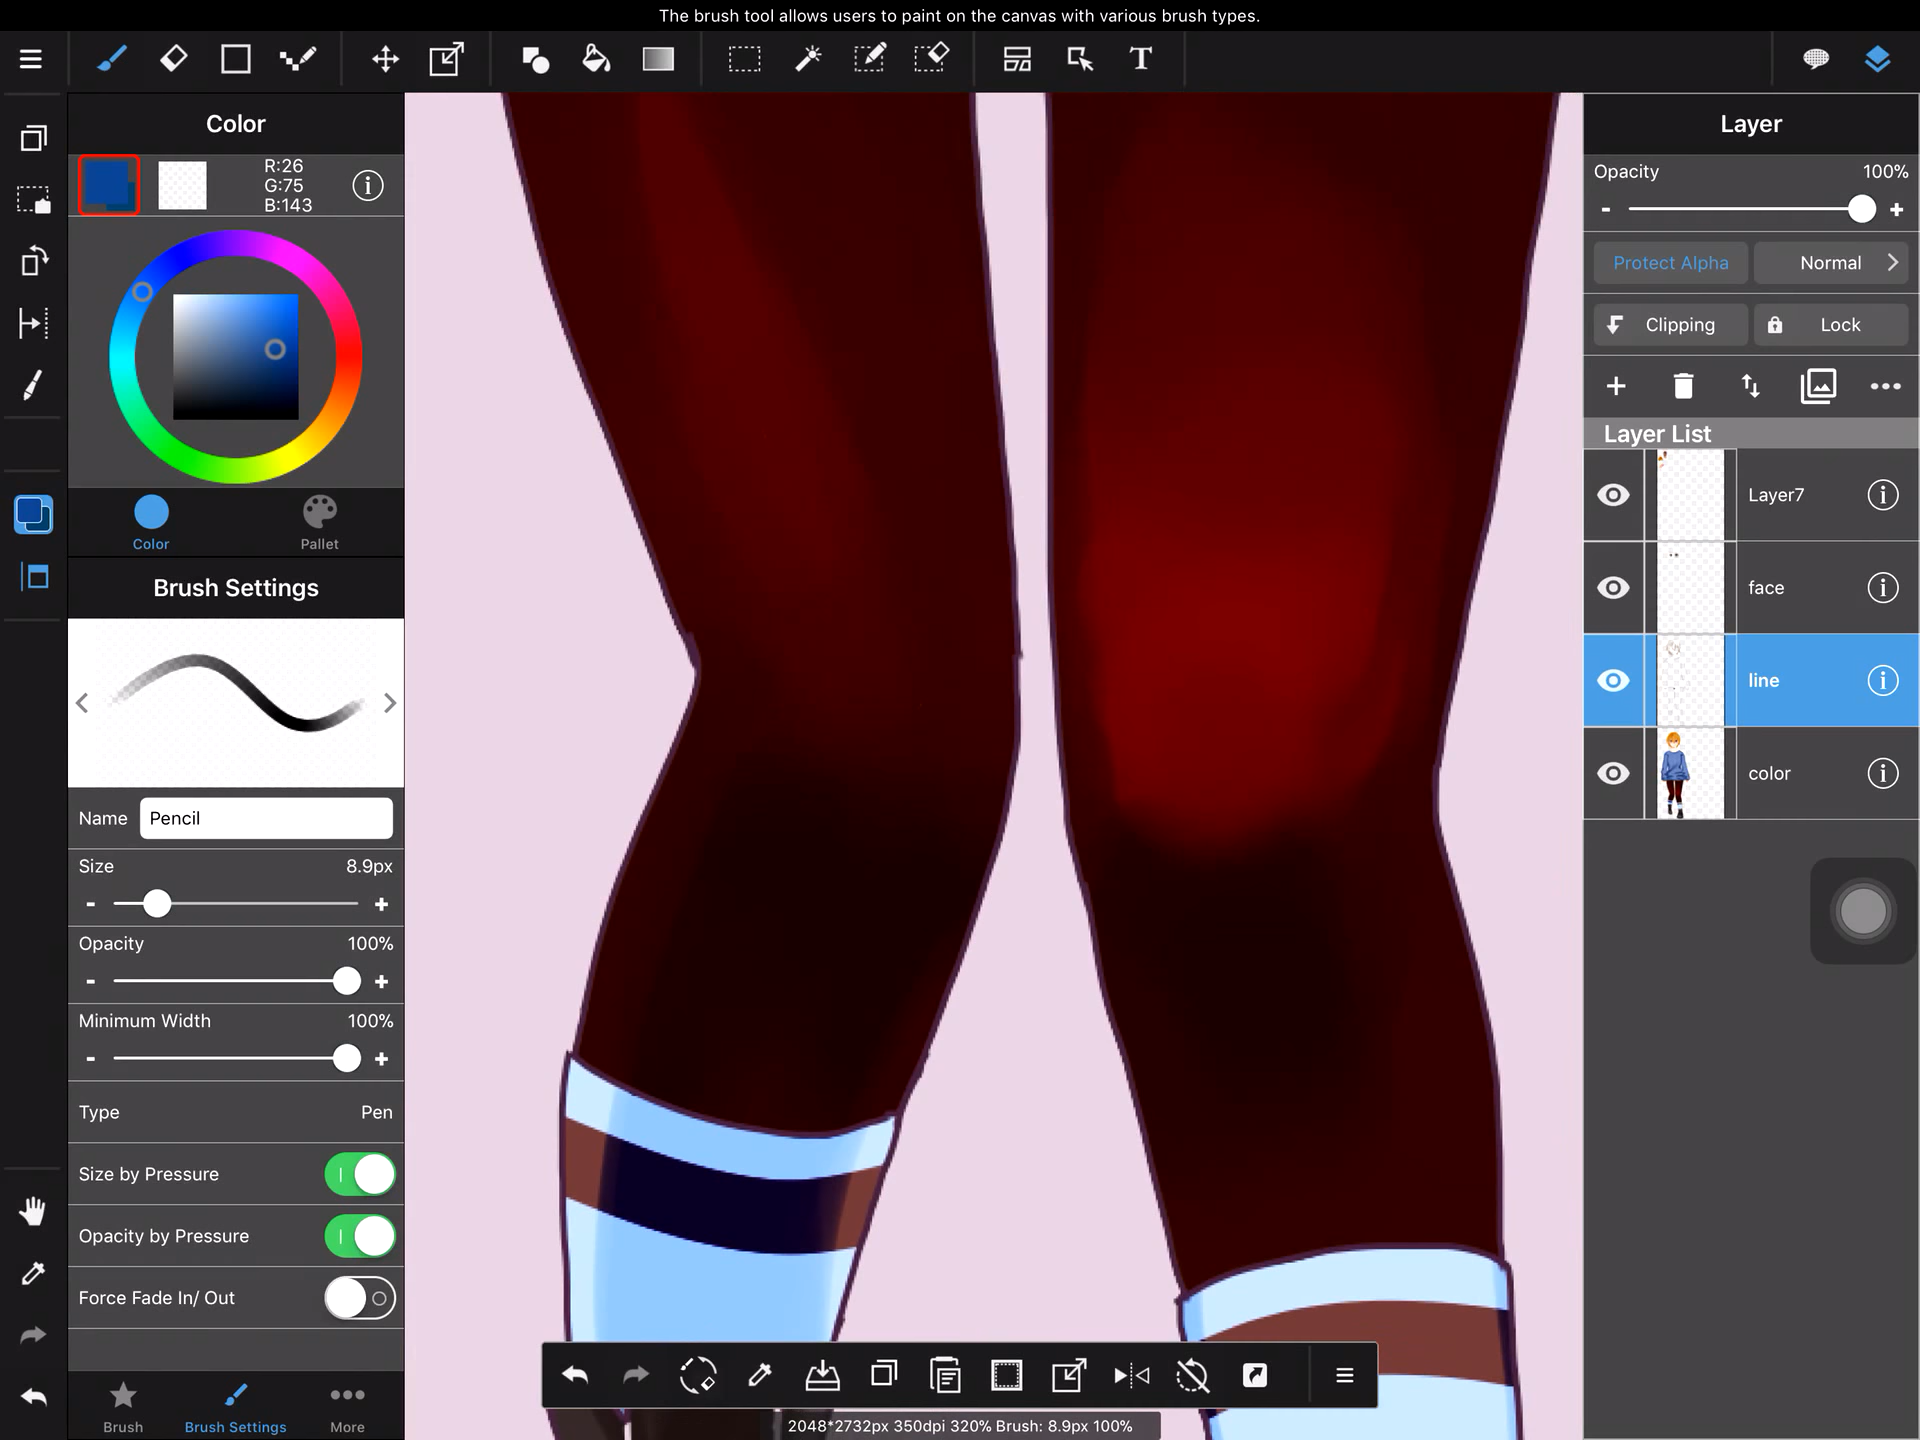 The brush tool allows users to paint on the canvas with various brush types.
T
Color
Layer
R:26
G:75
B:143
Opacity 100%
- +
Protect Alpha Normal
Clipping Lock
Layer List
Layer7
face
line
color
Color Pallet
Brush Settings
Name Pencil
Size 8.9px
- +
Opacity 100%
- +
Minimum Width 100%
- +
Type Pen
Size by Pressure
Opacity by Pressure
Force Fade In/ Out
Brush Brush Settings More
2048*2732px 350dpi 320% Brush: 8.9px 100%